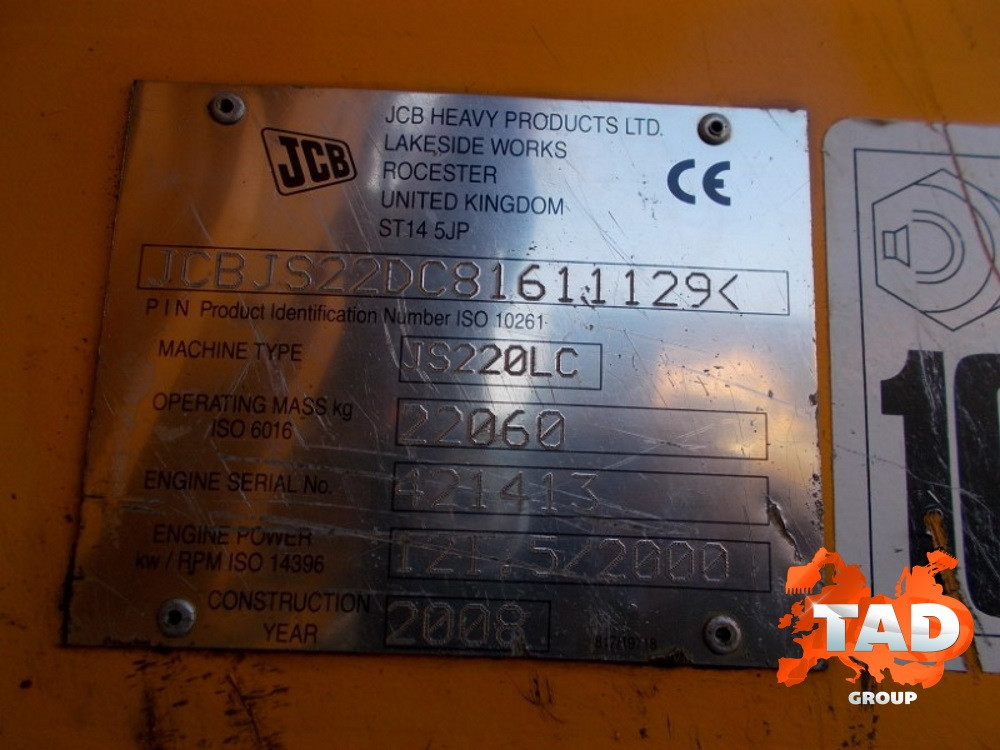 JCB
JCB HEAVY PRODUCTS LTD.
LAKESIDE WORKS
ROCESTER
UNITED KINGDOM
ST14 5JP
CE
JCBJS22DC81611129<
PIN Product Identification Number ISO 10261
MACHINE TYPE JS220LC
OPERATING MASS kg
ISO 6016
22060
ENGINE SERIAL No. 421413
ENGINE POWER
kw / RPM ISO 14396
121.5/2000
CONSTRUCTION
YEAR
2008
10
TAD
GROUP